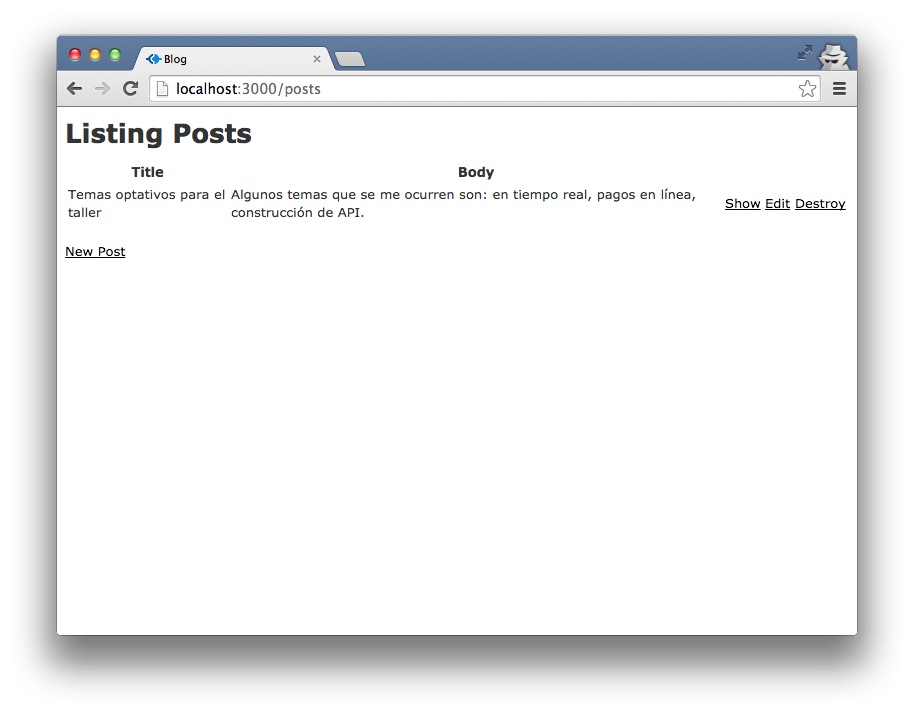 Blog
localhost:3000/posts
Listing Posts
Title Body
Temas optativos para el Algunos temas que se me ocurren son: en tiempo real, pagos en línea,
taller construcción de API.
Show Edit Destroy
New Post